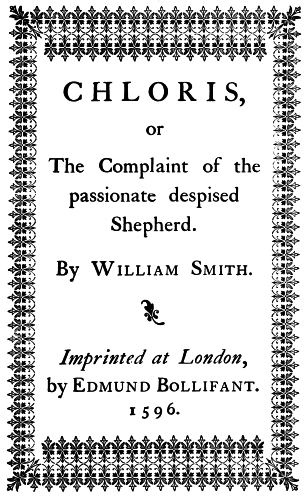 CHLORIS,
or
The Complaint of the
passionate despised
Shepherd.
By WILLIAM SMITH.
Imprinted at London,
by EDMUND BOLLIFANT.
1596.